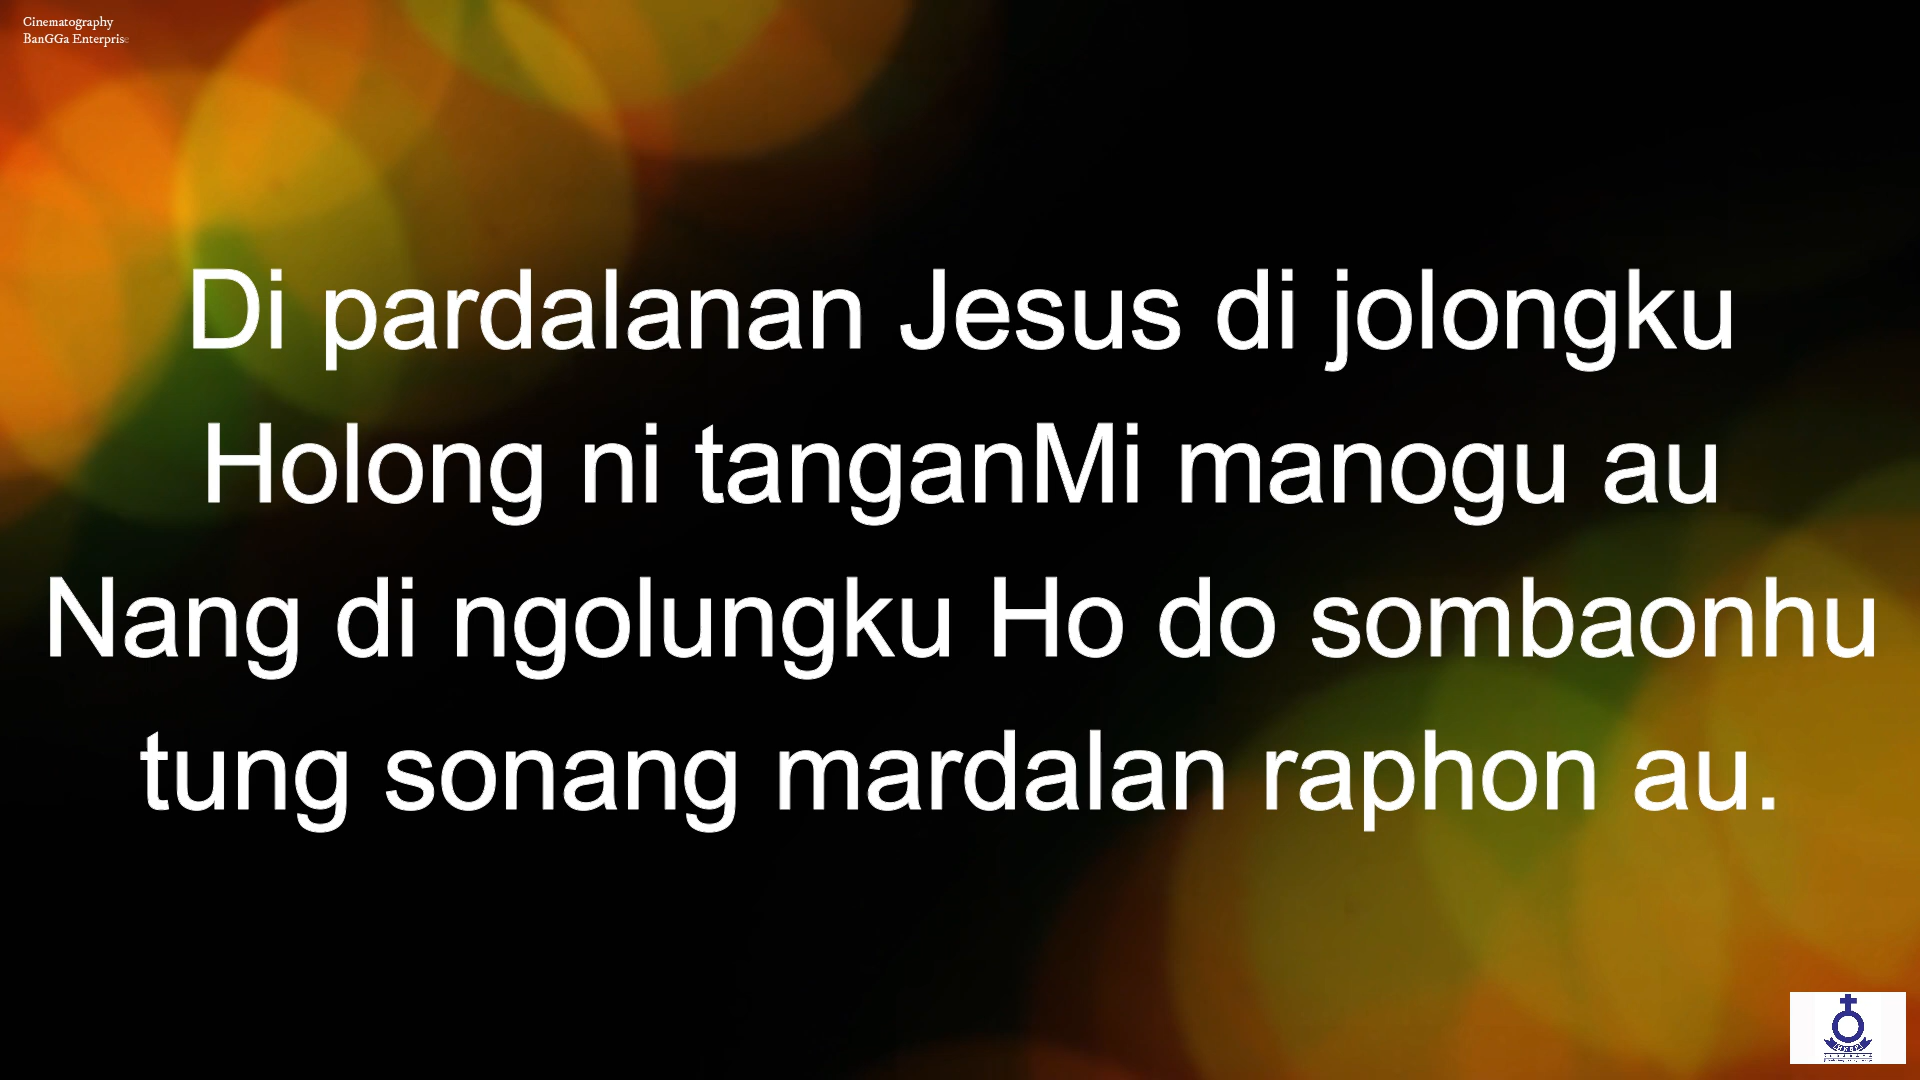 Cinematography
BanGGa Enterprise
Di pardalanan Jesus di jolongku
Holong ni tanganMi manogu au
Nang di ngolungku Ho do sombaonhu
tung sonang mardalan raphon au.